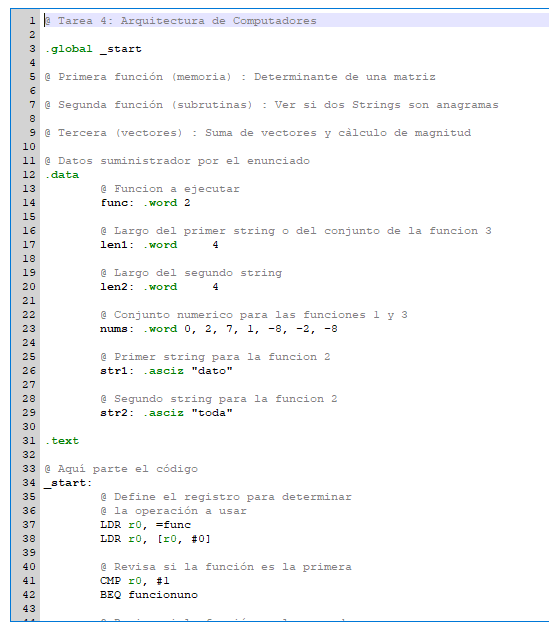 1 @ Tarea 4: Arquitectura de Computadores
2
3 .global _start
4
5 @ Primera función (memoria) : Determinante de una matriz
6
7 @ Segunda función (subrutinas) : Ver si dos Strings son anagramas
8
9 @ Tercera (vectores) : Suma de vectores y cálculo de magnitud
10
11 @ Datos suministrador por el enunciado
12 .data
13 @ Funcion a ejecutar
14 func: .word 2
15
16 @ Largo del primer string o del conjunto de la funcion 3
17 len1: .word 4
18
19 @ Largo del segundo string
20 len2: .word 4
21
22 @ Conjunto numerico para las funciones 1 y 3
23 nums: .word 0, 2, 7, 1, -8, -2, -8
24
25 @ Primer string para la funcion 2
26 str1: .asciz "dato"
27
28 @ Segundo string para la funcion 2
29 str2: .asciz "toda"
30
31 .text
32
33 @ Aquí parte el código
34 _start:
35 @ Define el registro para determinar
36 @ la operación a usar
37 LDR r0, =func
38 LDR r0, [r0, #0]
39
40 @ Revisa si la función es la primera
41 CMP r0, #1
42 BEQ funcionuno
43